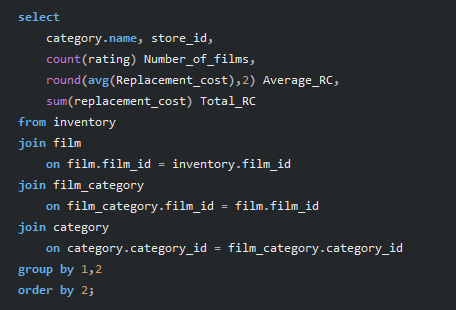 select
category.name, store_id,
count(rating) Number_of_films,
round(avg(Replacement_cost),2) Average_RC,
sum(replacement_cost) Total_RC
from inventory
join film
on film.film_id = inventory.film_id
join film_category
on film_category.film_id = film.film_id
join category
on category.category_id = film_category.category_id
group by 1,2
order by 2;